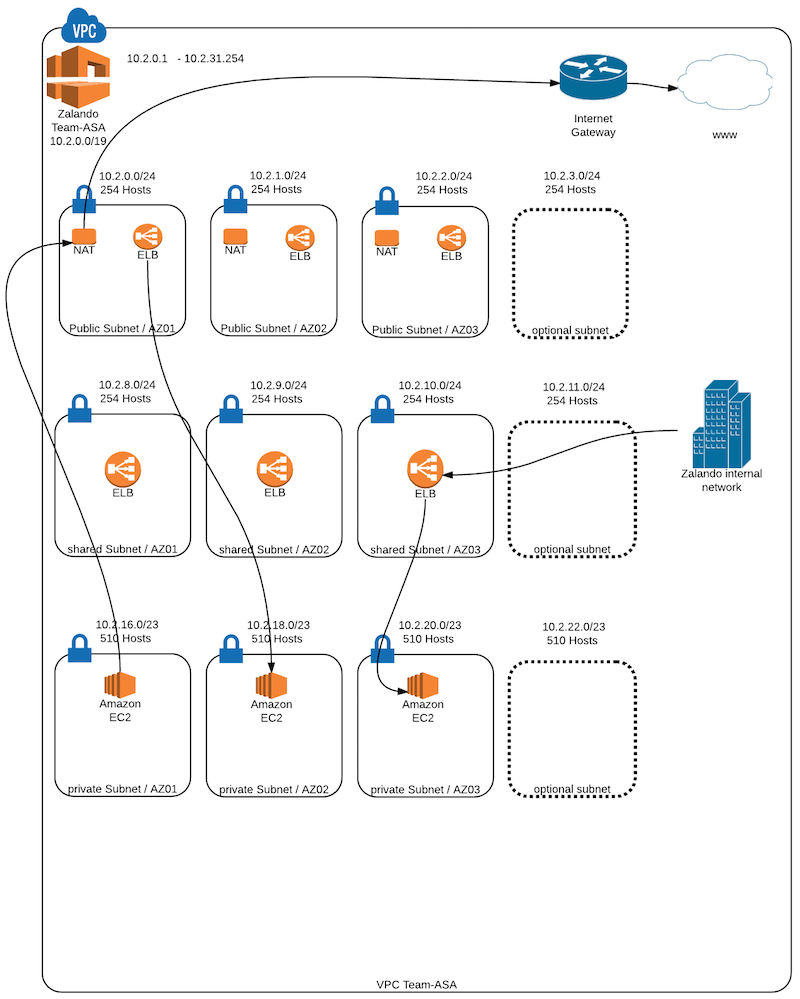 VPC
10.2.0.1 - 10.2.31.254
Zalando
Team-ASA
10.2.0.0/19
Internet
Gateway
www
10.2.0.0/24
254 Hosts
10.2.1.0/24
254 Hosts
10.2.2.0/24
254 Hosts
10.2.3.0/24
254 Hosts
NAT
ELB
NAT
ELB
NAT
ELB
Public Subnet / AZ01
Public Subnet / AZ02
Public Subnet / AZ03
optional subnet
10.2.8.0/24
254 Hosts
10.2.9.0/24
254 Hosts
10.2.10.0/24
254 Hosts
10.2.11.0/24
254 Hosts
ELB
ELB
ELB
Zalando internal
network
shared Subnet / AZ01
shared Subnet / AZ02
shared Subnet / AZ03
optional subnet
10.2.16.0/23
510 Hosts
10.2.18.0/23
510 Hosts
10.2.20.0/23
510 Hosts
10.2.22.0/23
510 Hosts
Amazon
EC2
Amazon
EC2
Amazon
EC2
private Subnet / AZ01
private Subnet / AZ02
private Subnet / AZ03
optional subnet
VPC Team-ASA